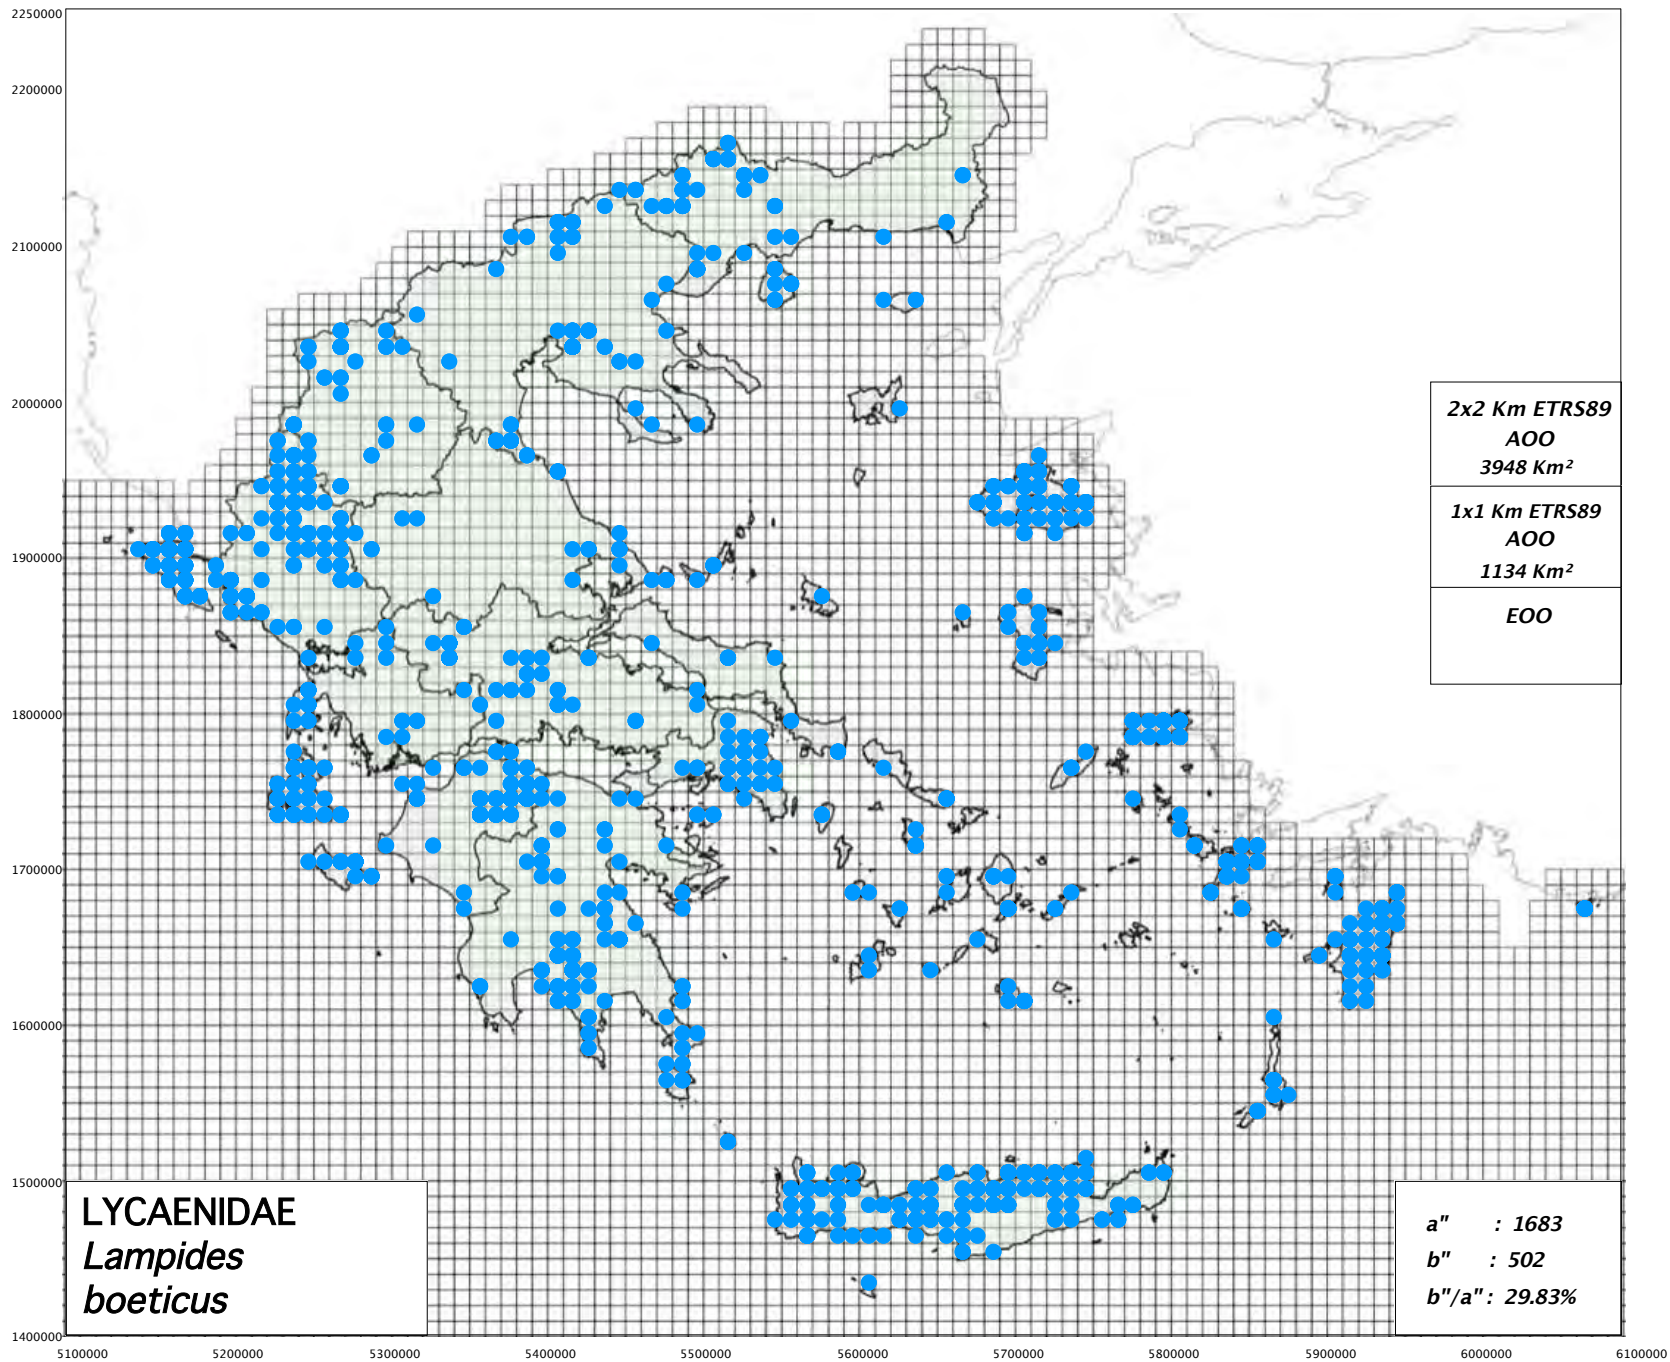 2250000
2200000
2100000
2000000
1900000
1800000
1700000
1600000
1500000
1400000
2x2 Km ETRS89
AOO
3948 Km²
1x1 Km ETRS89
AOO
1134 Km²
EOO
LYCAENIDAE
Lampides
boeticus
a" : 1683
b" : 502
b"/a" : 29.83%
5100000 5200000 5300000 5400000 5500000 5600000 5700000 5800000 5900000 6000000 6100000